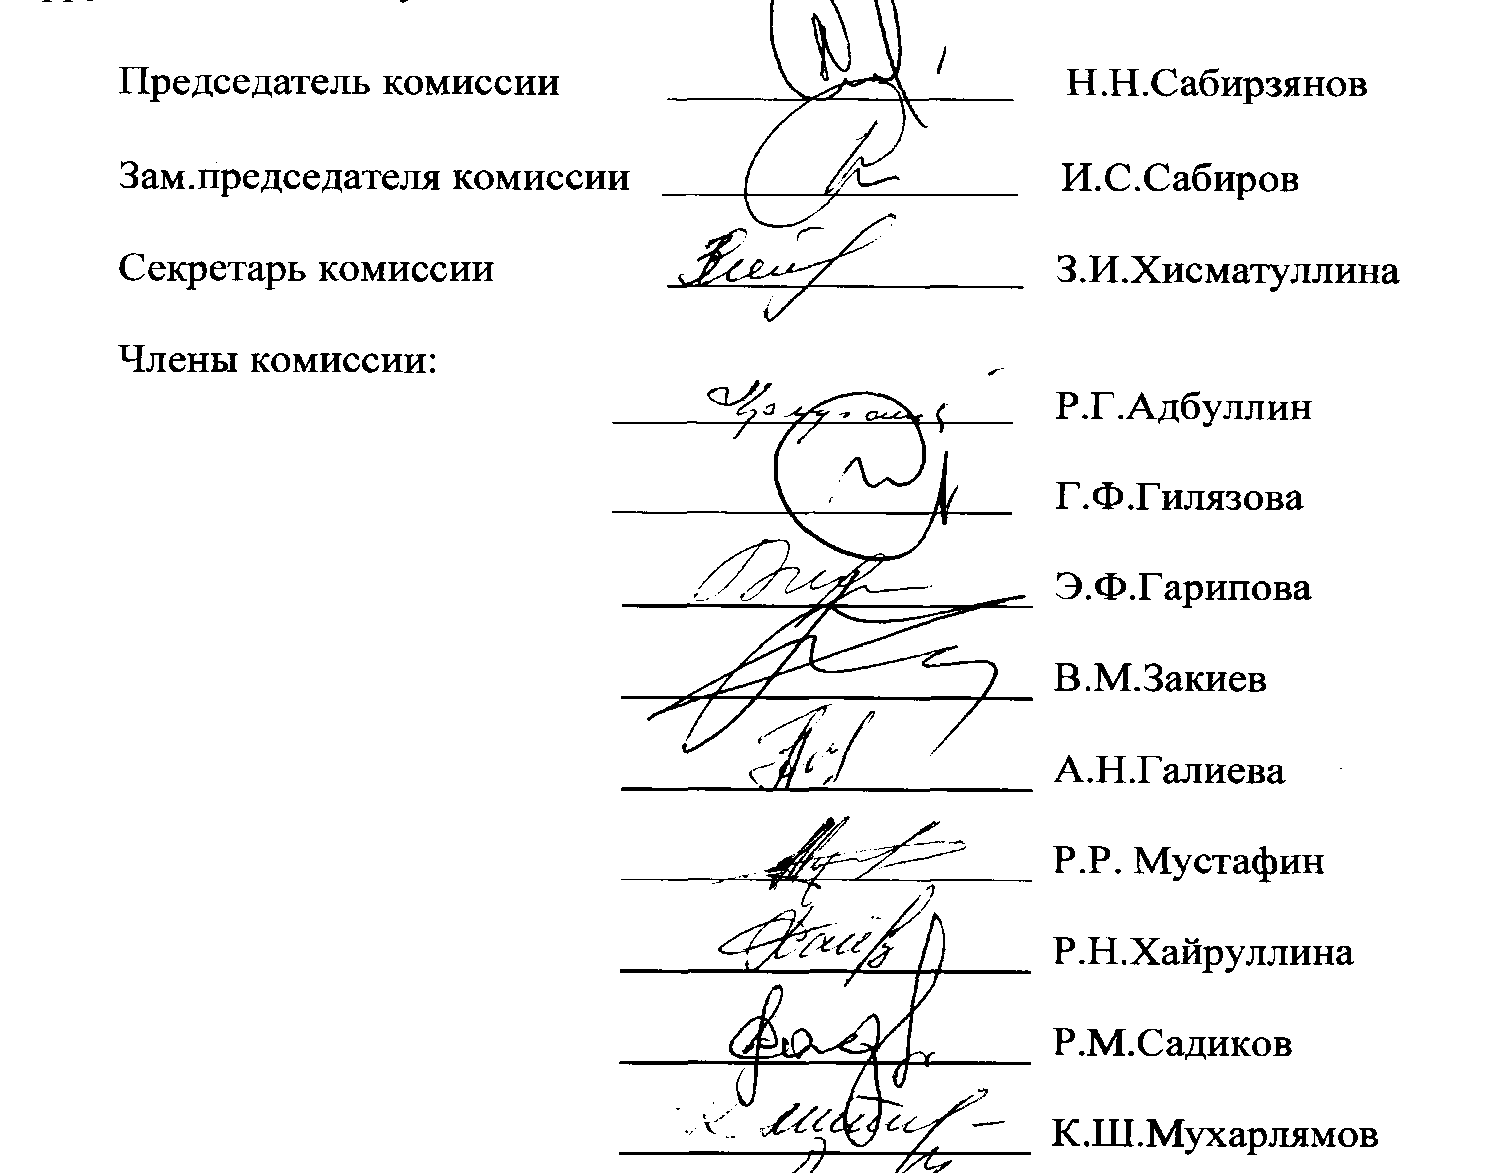 Председатель комиссии Н.Н.Сабирзянов
Зам.председателя комиссии И.С.Сабиров
Секретарь комиссии З.И.Хисматуллина
Члены комиссии:
Р.Г.Адбуллин
Г.Ф.Гилязова
Э.Ф.Гарипова
В.М.Закиев
А.Н.Галиева
Р.Р. Мустафин
Р.Н.Хайруллина
Р.М.Садиков
К.Ш.Мухарлямов